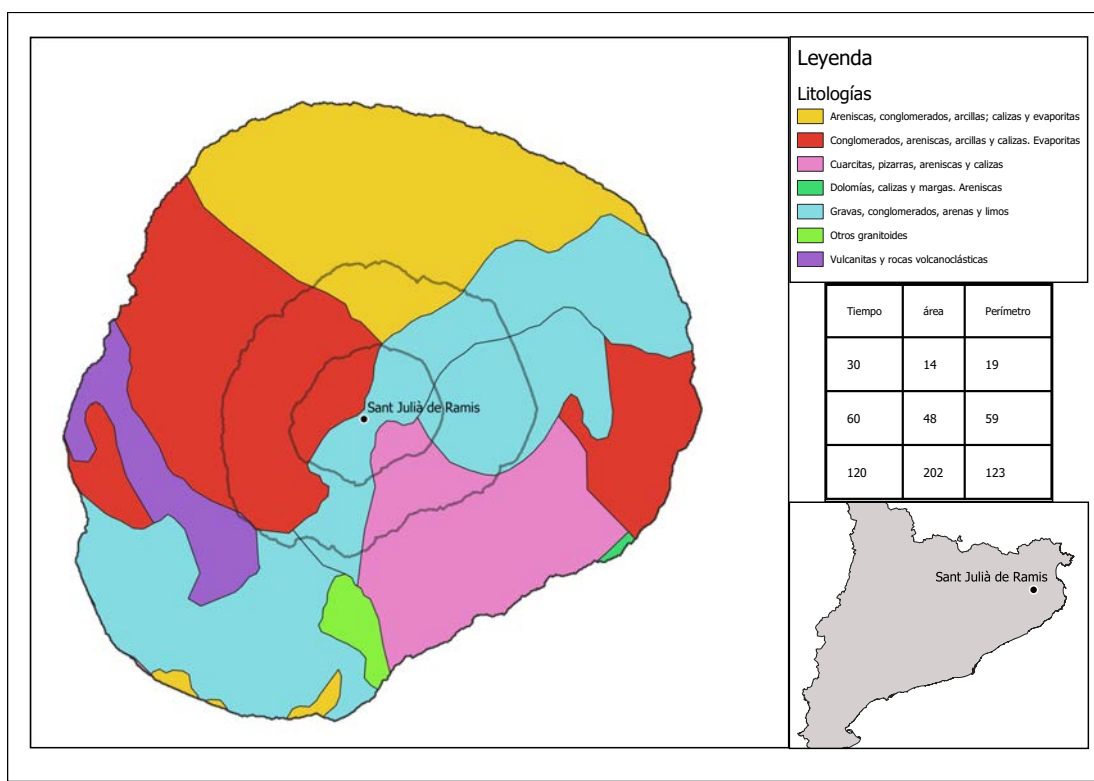 Leyenda
Litologías
Areniscas, conglomerados, arcillas; calizas y evaporitas
Conglomerados, areniscas, arcillas y calizas. Evaporitas
Cuarcitas, pizarras, areniscas y calizas
Dolomías, calizas y margas. Areniscas
Gravas, conglomerados, arenas y limos
Otros granitoides
Vulcanitas y rocas volcanoclásticas
Sant Julià de Ramis
Tiempo área Perímetro
30 14 19
60 48 59
120 202 123
Sant Julià de Ramis